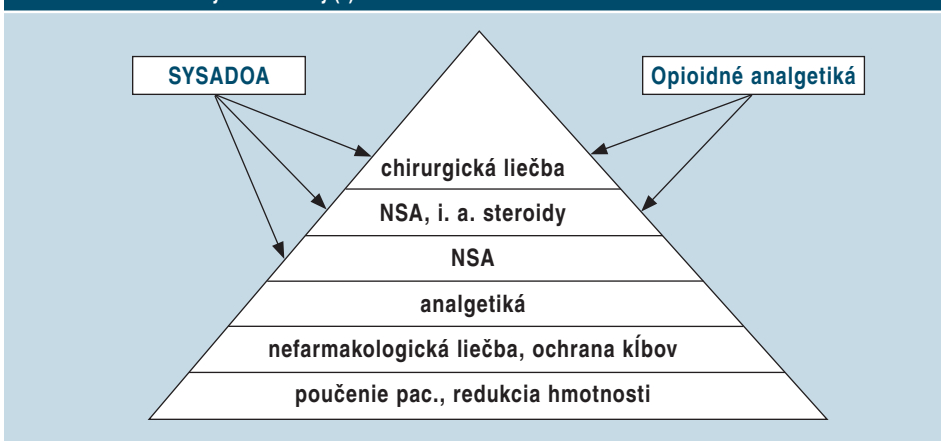 SYSADOA
Opioidné analgetiká
chirurgická liečba
NSA, i. a. steroidy
NSA
analgetiká
nefarmakologická liečba, ochrana kĺbov
poučenie pac., redukcia hmotnosti